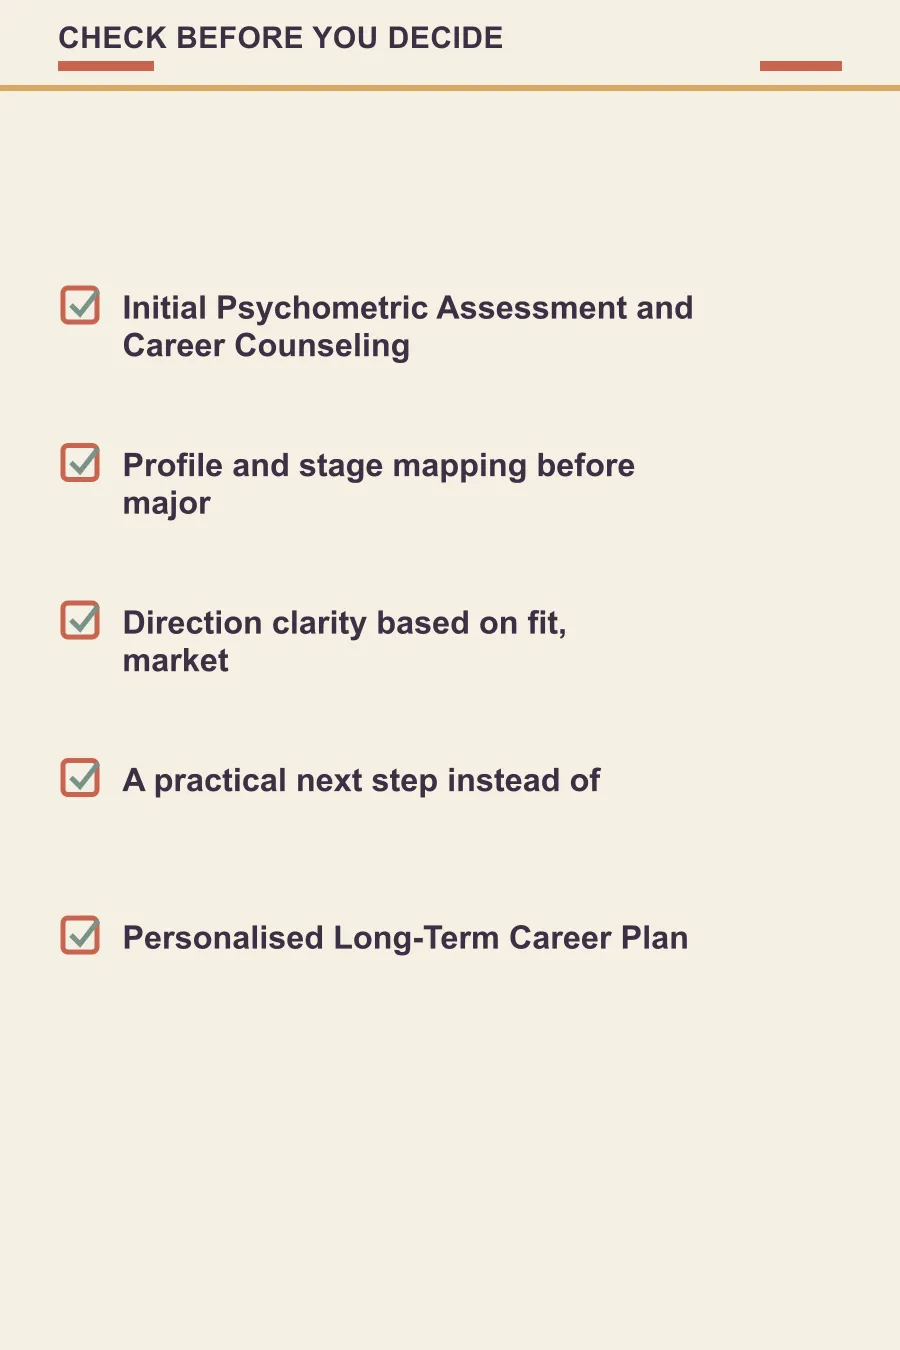 CHECK BEFORE YOU DECIDE
Initial Psychometric Assessment and
Career Counseling
Profile and stage mapping before
major
Direction clarity based on fit,
market
A practical next step instead of
Personalised Long-Term Career Plan